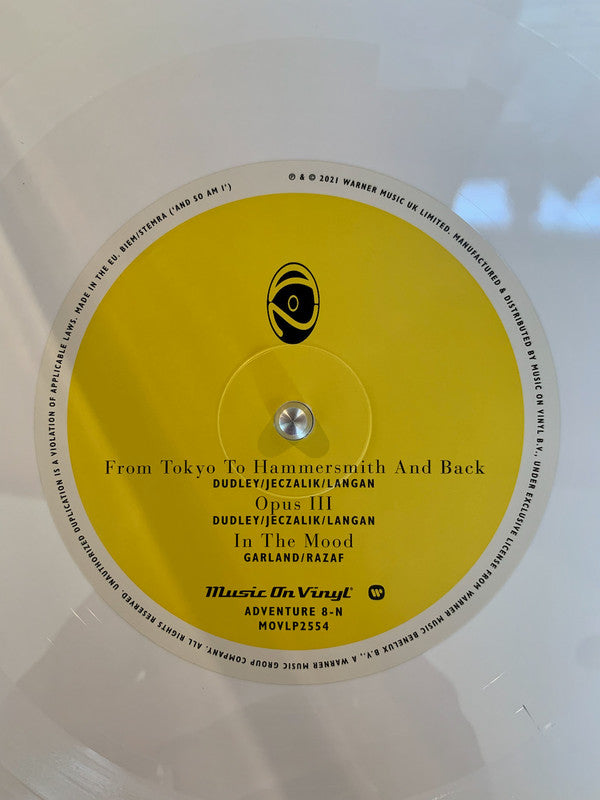 From Tokyo To Hammersmith And Back
DUDLEY/JECZALIK/LANGAN
Opus III
DUDLEY/JECZALIK/LANGAN
In The Mood
GARLAND/RAZAF
Music On Vinyl®
ADVENTURE 8-N
MOVLP2554
℗ & © 2021 WARNER MUSIC UK LIMITED. MANUFACTURED & DISTRIBUTED BY MUSIC ON VINYL B.V., UNDER EXCLUSIVE LICENSE FROM WARNER MUSIC BENELUX B.V., A WARNER MUSIC GROUP COMPANY. ALL RIGHTS RESERVED. UNAUTHORIZED DUPLICATION IS A VIOLATION OF APPLICABLE LAWS. MADE IN THE EU. BIEM/STEMRA ('AND SO AM I')